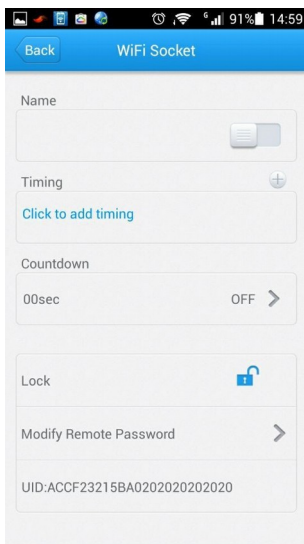 G 91% 14:59
Back WiFi Socket
Name
Timing
Click to add timing
Countdown
00sec OFF
Lock
Modify Remote Password
UID:ACCF23215BA0202020202020